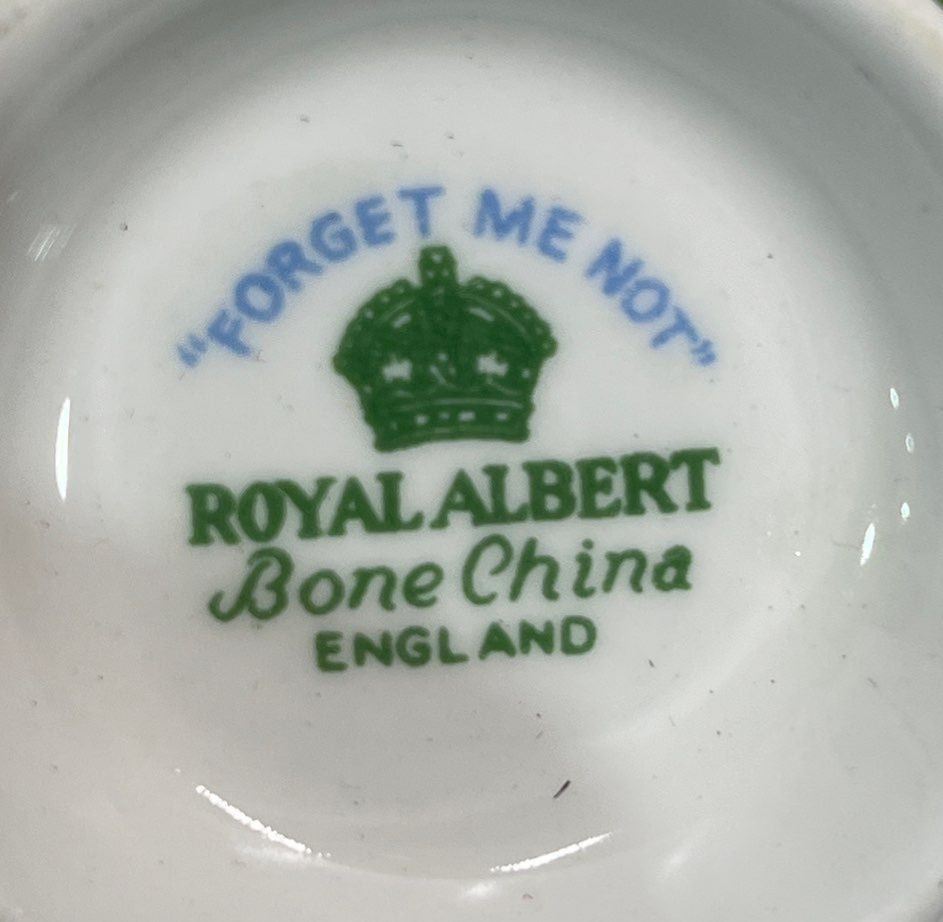 "FORGET ME NOT"
ROYAL ALBERT
Bone China
ENGLAND